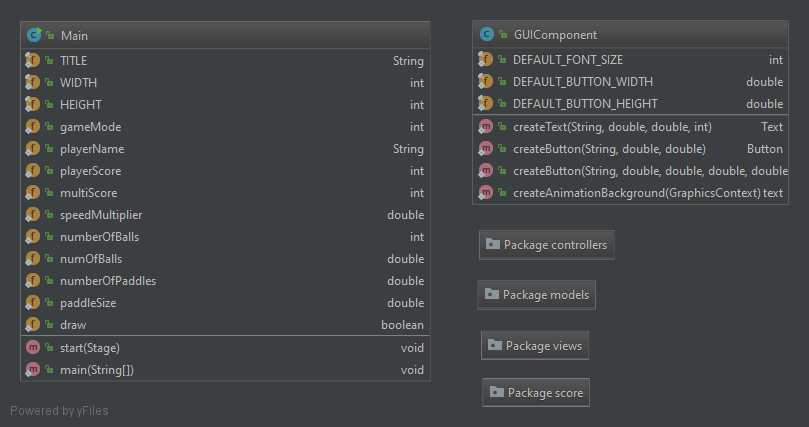 Main
TITLE String
WIDTH int
HEIGHT int
gameMode int
playerName String
playerScore int
multiScore int
speedMultiplier double
numberOfBalls int
numOfBalls double
numberOfPaddles double
paddleSize double
draw boolean
start(Stage) void
main(String[]) void
GUIComponent
DEFAULT_FONT_SIZE int
DEFAULT_BUTTON_WIDTH double
DEFAULT_BUTTON_HEIGHT double
createText(String, double, double, int) Text
createButton(String, double, double) Button
createButton(String, double, double, double, double
createAnimationBackground(GraphicsContext) text
Package controllers
Package models
Package views
Package score
Powered by yFiles